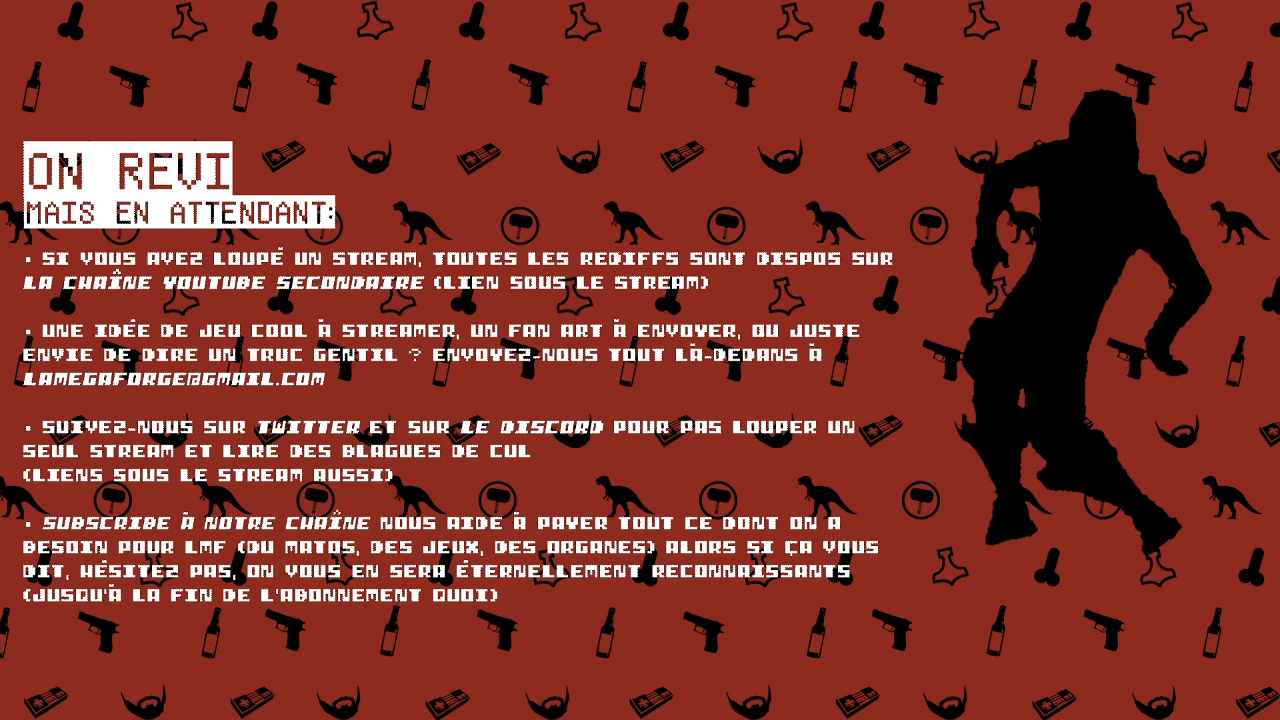 ON REVI
MAIS EN ATTENDANT:
• SI VOUS AVEZ LOUPÉ UN STREAM, TOUTES LES REDIFFS SONT DISPOS SUR
LA CHAÎNE YOUTUBE SECONDAIRE (LIEN SOUS LE STREAM)
• UNE IDÉE DE JEU COOL À STREAMER, UN FAN ART À ENVOYER, OU JUSTE
ENVIE DE DIRE UN TRUC GENTIL ? ENVOYEZ-NOUS TOUT LÀ-DEDANS À
LAMEGAFORGE@GMAIL.COM
• SUIVEZ-NOUS SUR TWITTER ET SUR LE DISCORD POUR PAS LOUPER UN
SEUL STREAM ET LIRE DES BLAGUES DE CUL
(LIENS SOUS LE STREAM AUSSI)
• SUBSCRIBE À NOTRE CHAÎNE NOUS AIDE À PAYER TOUT CE DONT ON A
BESOIN POUR LMF (DU MATOS, DES JEUX, DES ORGANES) ALORS SI ÇA VOUS
DIT, HÉSITEZ PAS, ON VOUS EN SERA ÉTERNELLEMENT RECONNAISSANTS
(JUSQU'À LA FIN DE L'ABONNEMENT QUOI)